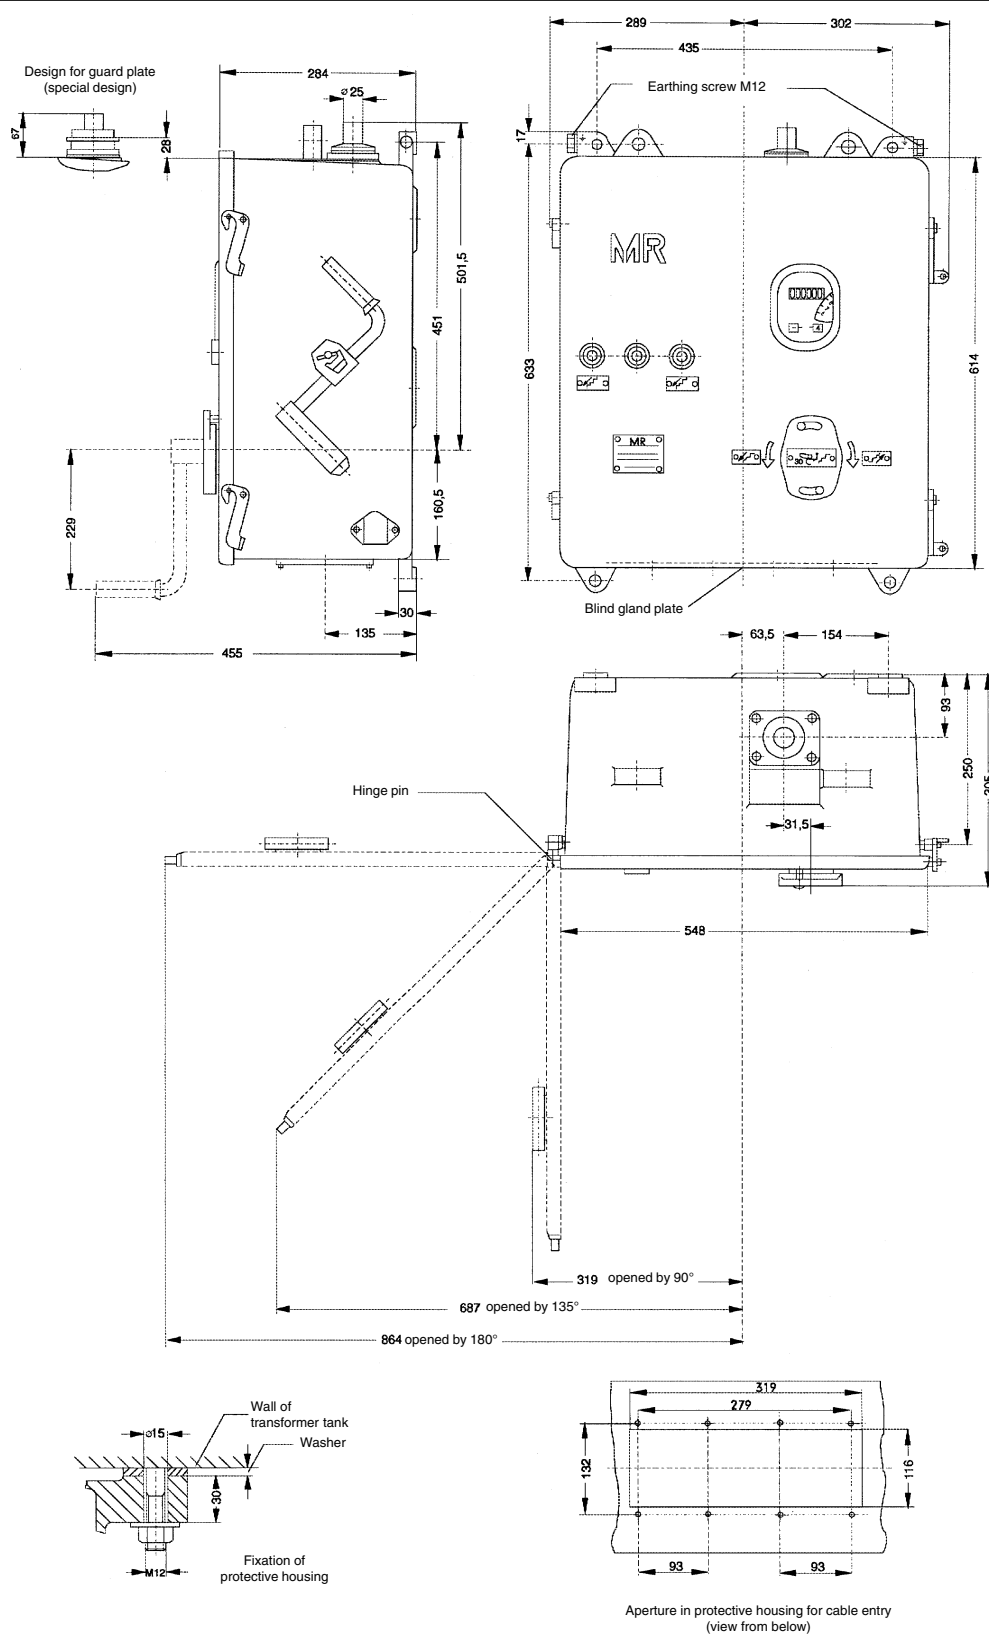 289
302
435
Design for guard plate
(special design)
284
ø25
Earthing screw M12
67
28
17
MR
501,5
451
633
614
MR
30
229
160,5
Blind gland plate
30
135
455
63,5
154
93
250
305
Hinge pin
31,5
548
319 opened by 90°
687 opened by 135°
864 opened by 180°
Wall of
transformer tank
ø15
Washer
30
M12
Fixation of
protective housing
319
279
132
116
93
93
Aperture in protective housing for cable entry
(view from below)